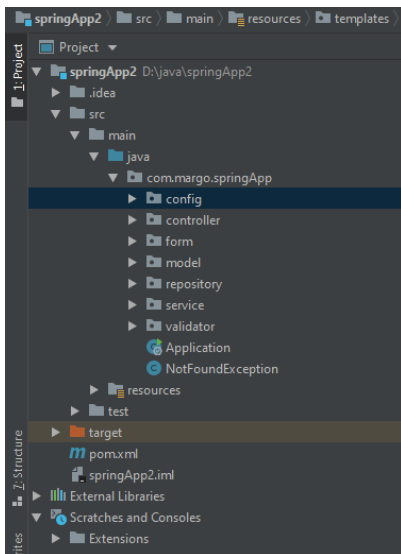 springApp2 src main resources templates
Project
springApp2 D:\java\springApp2
.idea
src
main
java
com.margo.springApp
config
controller
form
model
repository
service
validator
Application
NotFoundException
resources
test
target
m pom.xml
springApp2.iml
External Libraries
Scratches and Consoles
Extensions
1: Project
7: Structure